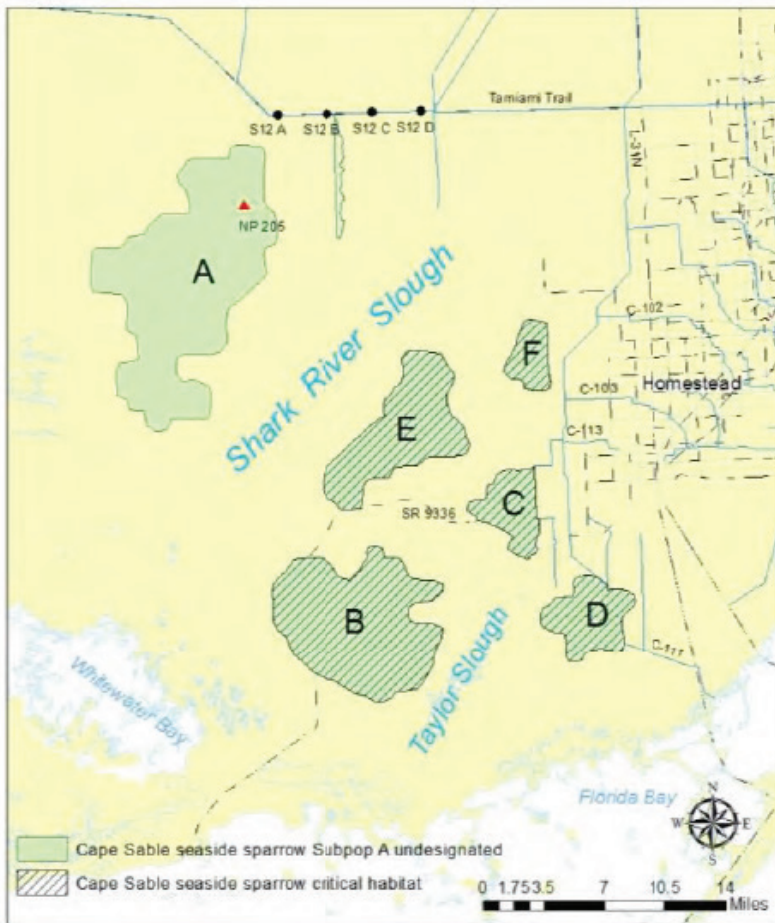 Tamiami Trail
S12 A
S12 B
S12 C
S12 D
L-31N
NP 205
A
Shark River Slough
C-102
F
C-103
Homestead
E
C-113
C
SR 9336
B
D
Taylor Slough
C-111
Whitewater Bay
Florida Bay
N
W
E
S
Cape Sable seaside sparrow Subpop A undesignated
Cape Sable seaside sparrow critical habitat
0 1.753.5 7 10.5 14
Miles